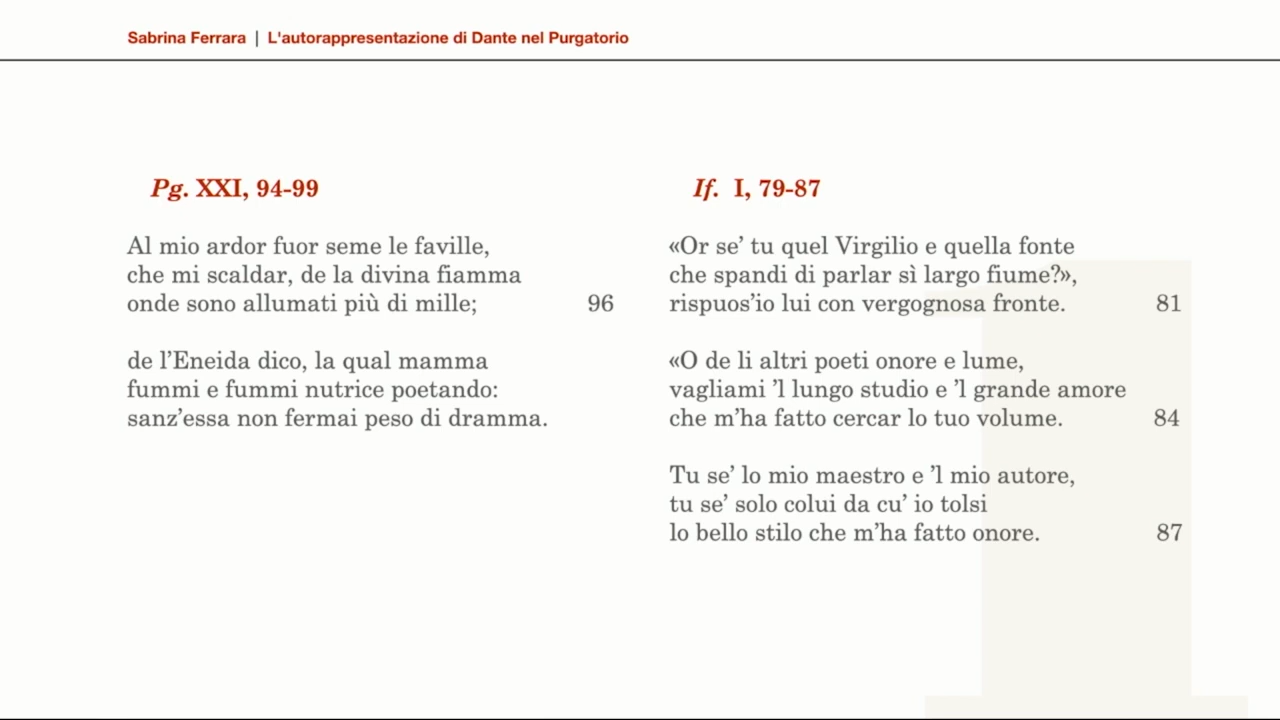 Sabrina Ferrara | L'autorappresentazione di Dante nel Purgatorio
Pg. XXI, 94-99
Al mio ardor fuor seme le faville,
che mi scaldar, de la divina fiamma
onde sono allumati più di mille; 96
de l’Eneida dico, la qual mamma
fummi e fummi nutrice poetando:
sanz’essa non fermai peso di dramma.
If. I, 79-87
«Or se’ tu quel Virgilio e quella fonte
che spandi di parlar sì largo fiume?»,
rispuos’io lui con vergognosa fronte. 81
«O de li altri poeti onore e lume,
vagliami ’l lungo studio e ’l grande amore
che m’ha fatto cercar lo tuo volume. 84
Tu se’ lo mio maestro e ’l mio autore,
tu se’ solo colui da cu’ io tolsi
lo bello stilo che m’ha fatto onore. 87